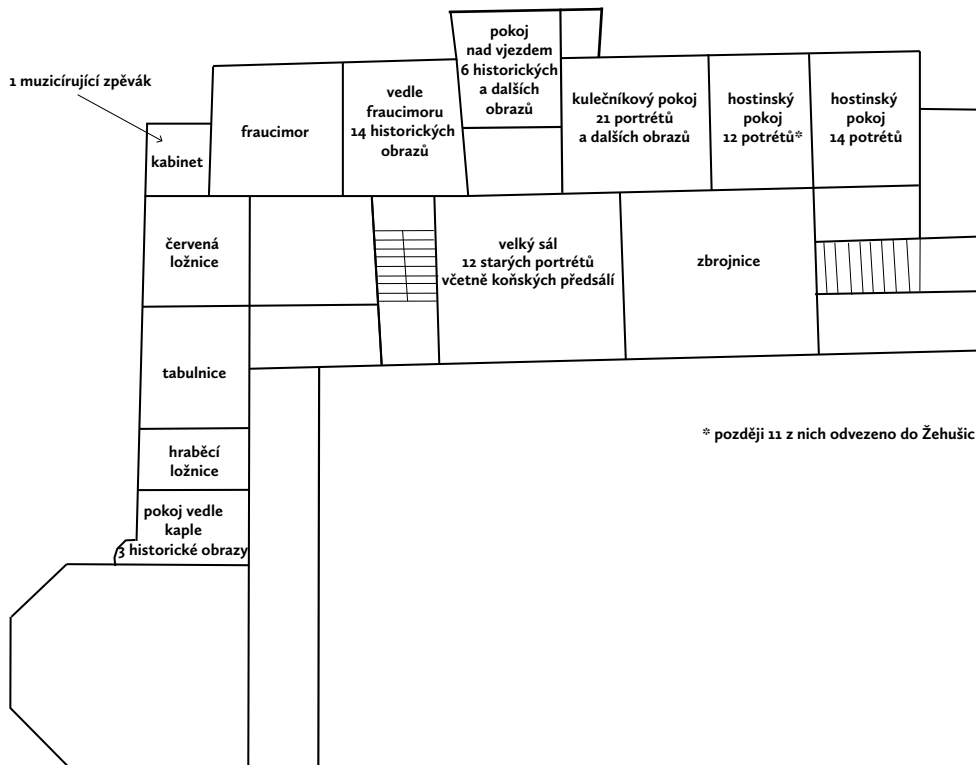 1 muzicírující zpěvák
kabinet
fraucimor
vedle
fraucimoru
14 historických
obrazů
pokoj
nad vjezdem
6 historických
a dalších
obrazů
kulečníkový pokoj
21 portrétů
a dalších obrazů
hostinský
pokoj
12 potrétů*
hostinský
pokoj
14 potrétů
červená
ložnice
velký sál
12 starých portrétů
včetně koňských předsálí
zbrojnice
tabulnice
hraběcí
ložnice
pokoj vedle
kaple
3 historické obrazy
* později 11 z nich odvezeno do Žehušic